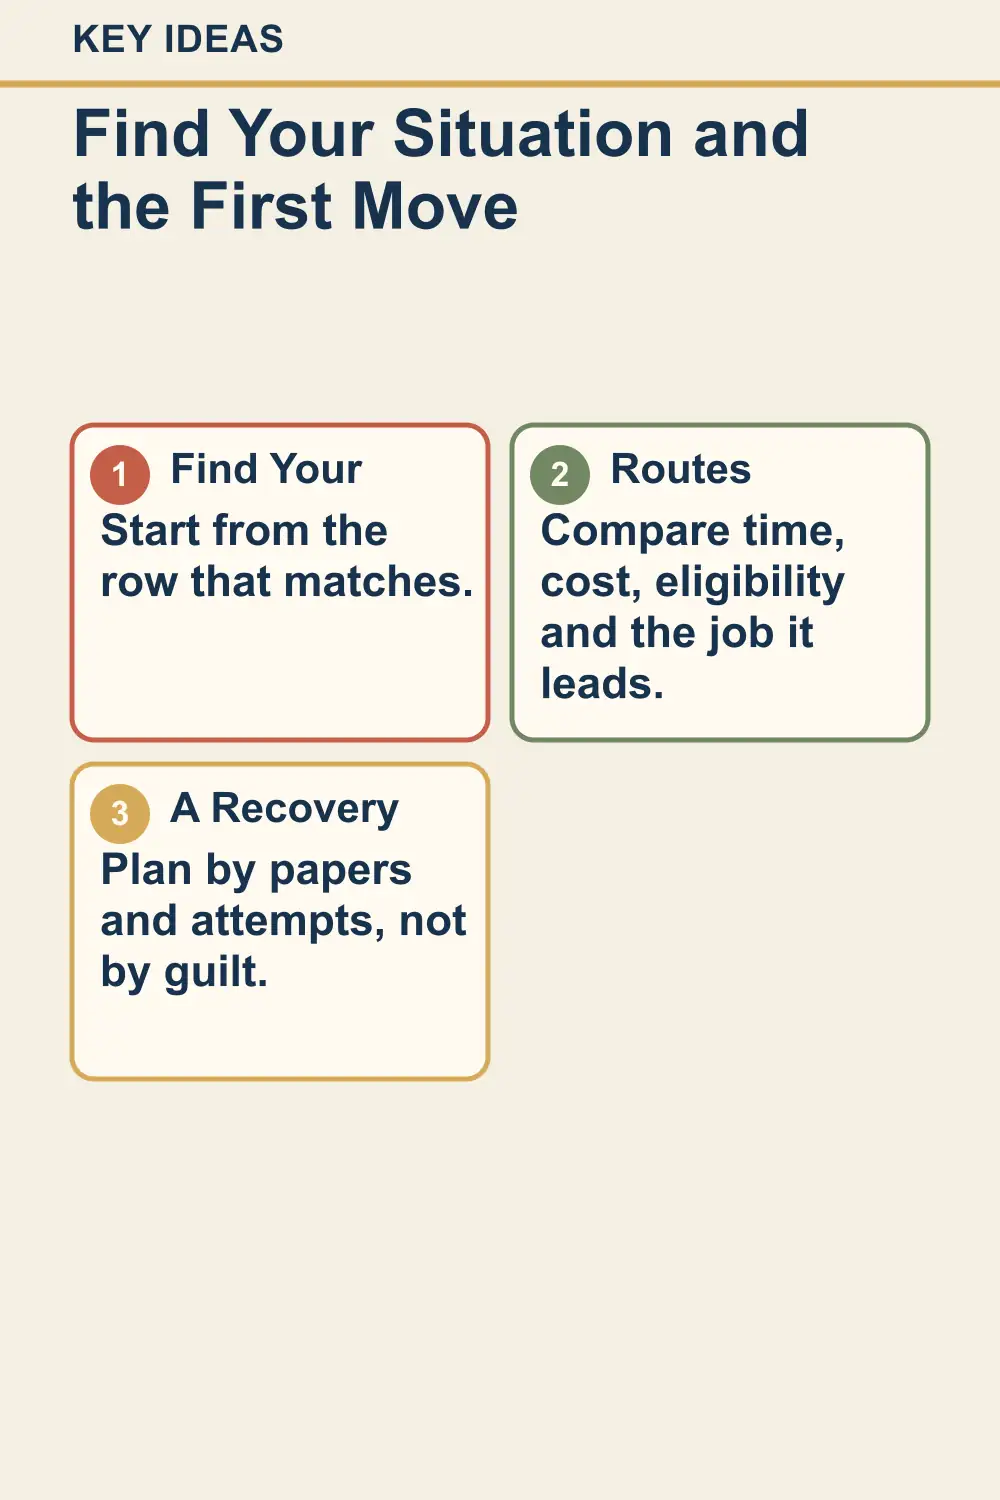 KEY IDEAS
Find Your Situation and
the First Move
1 Find Your
Start from the
row that matches.
2 Routes
Compare time,
cost, eligibility
and the job it
leads.
3 A Recovery
Plan by papers
and attempts, not
by guilt.